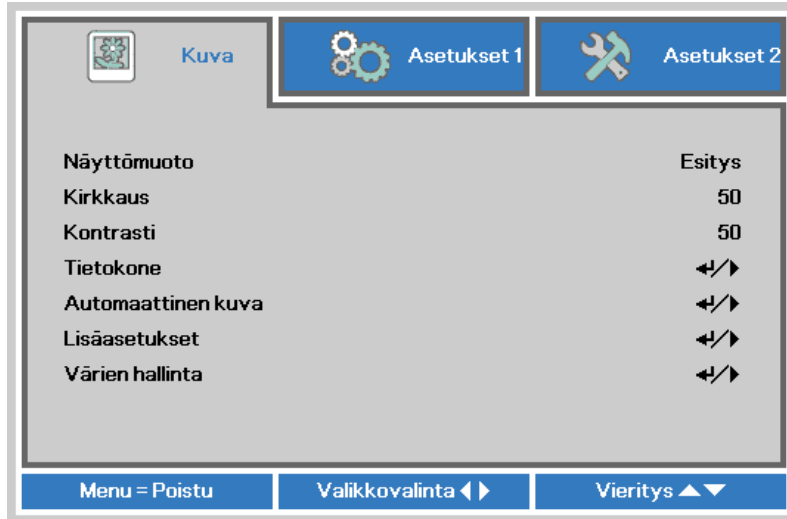 Kuva
Asetukset 1
Asetukset 2
Näyttömuoto Esitys
Kirkkaus 50
Kontrasti 50
Tietokone ↲/▶
Automaattinen kuva ↲/▶
Lisäasetukset ↲/▶
Värien hallinta ↲/▶
Menu = Poistu
Valikkovalinta ◀ ▶
Vieritys ▲▼